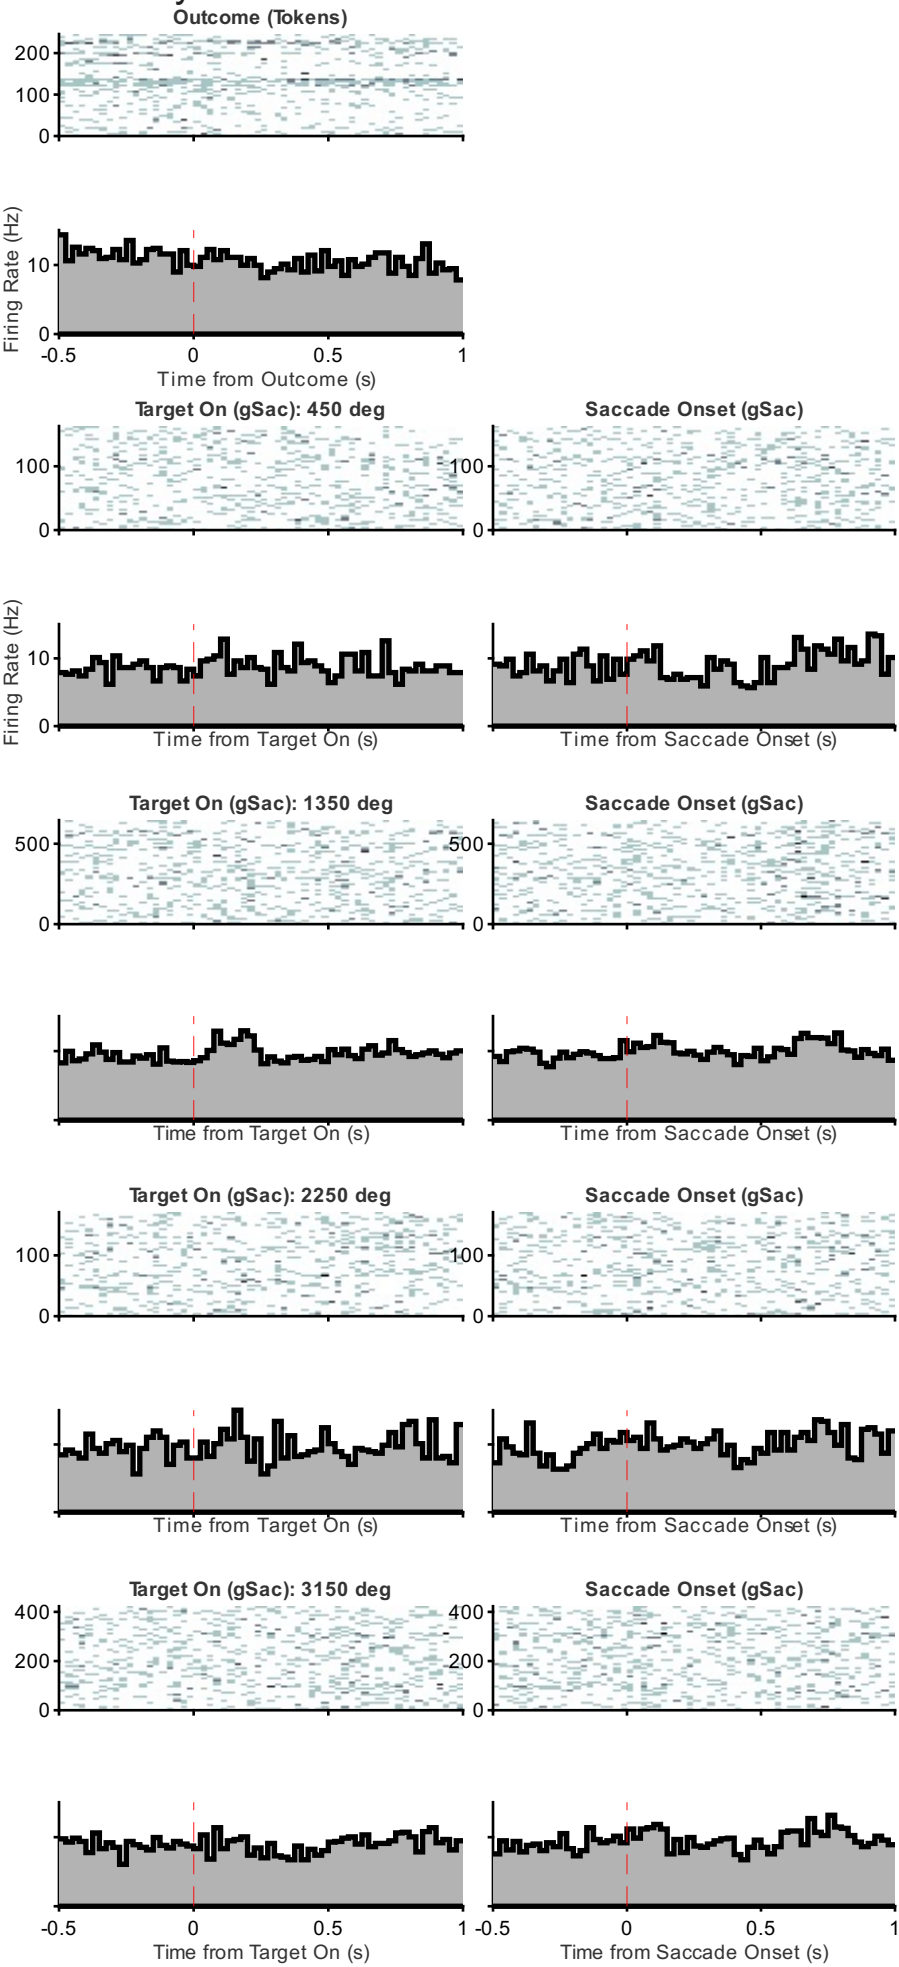 Outcome (Tokens)
200
100
0
Firing Rate (Hz)
10
0
-0.5 0 0.5 1
Time from Outcome (s)
Target On (gSac): 450 deg Saccade Onset (gSac)
100 100
0 0
Firing Rate (Hz)
10
0
Time from Target On (s) Time from Saccade Onset (s)
Target On (gSac): 1350 deg Saccade Onset (gSac)
500 500
0 0
Time from Target On (s) Time from Saccade Onset (s)
Target On (gSac): 2250 deg Saccade Onset (gSac)
100 100
0 0
Time from Target On (s) Time from Saccade Onset (s)
Target On (gSac): 3150 deg Saccade Onset (gSac)
400 400
200 200
0 0
-0.5 0 0.5 1 -0.5 0 0.5 1
Time from Target On (s) Time from Saccade Onset (s)